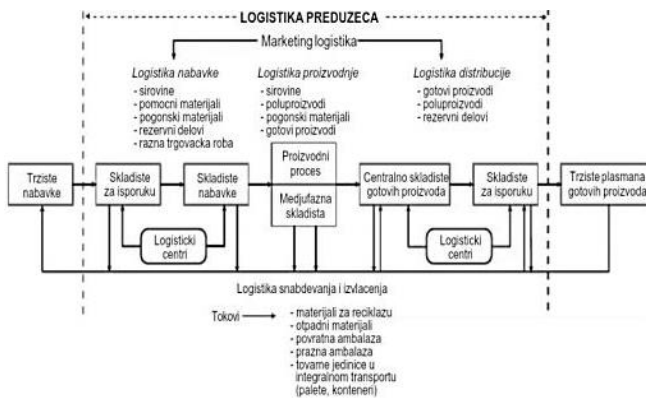 LOGISTIKA PREDUZECA
Marketing logistika
Logistika nabavke
- sirovine
- pomocni materijali
- pogonski materijali
- rezervni delovi
- razna trgovacka roba
Logistika proizvodnje
- sirovine
- poluproizvodi
- pogonski materijali
- gotovi proizvodi
Logistika distribucije
- gotovi proizvodi
- poluproizvodi
- rezervni delovi
Trziste
nabavke
Skladiste
za isporuku
Skladiste
nabavke
Proizvodni
proces
Medjufazna
skladista
Centralno skladiste
gotovih proizvoda
Skladiste
za isporuku
Trziste plasmana
gotovih proizvoda
Logisticki
centri
Logisticki
centri
Logistika snabdevanja i izvlacenja
Tokovi
- materijali za reciklazu
- otpadni materijali
- povratna ambalaza
- prazna ambalaza
- tovarne jedinice u
integralnom transportu
(palete, konteneri)